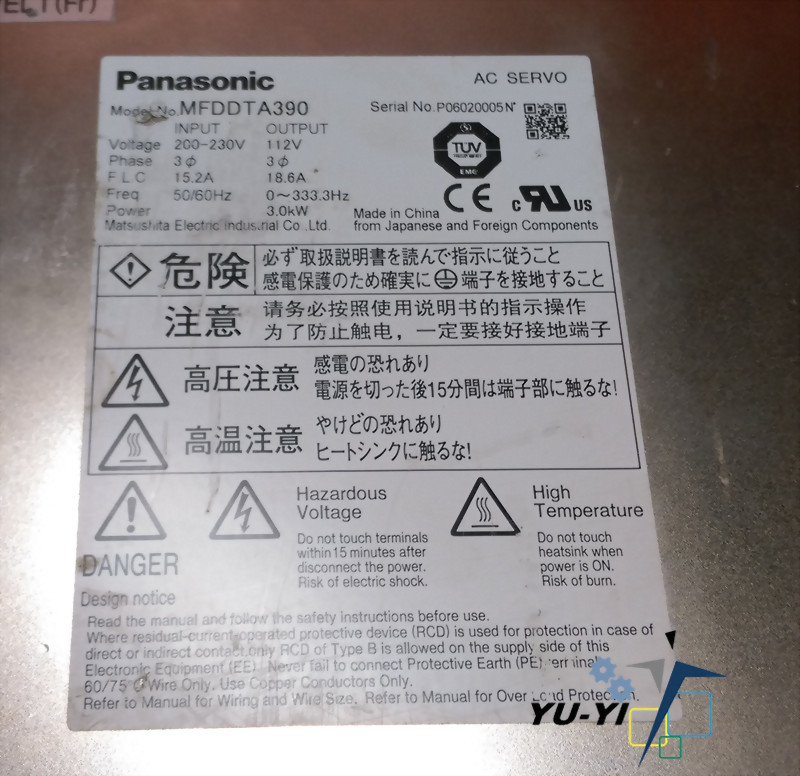 Panasonic AC SERVO
Model No.MFDDTA390 Serial No.P06020005N
INPUT OUTPUT
Voltage 200-230V 112V
Phase 3ϕ 3ϕ
F.L.C 15.2A 18.6A
Freq 50/60Hz 0～333.3Hz
Power 3.0kW
Matsushita Electric Industrial Co.,Ltd.
TÜV
EMC
CE
c RU US
Made in China
from Japanese and Foreign Components
危険
必ず取扱説明書を読んで指示に従うこと
感電保護のため確実に端子を接地すること
注意
请务必按照使用说明书的指示操作
为了防止触电，一定要接好接地端子
高圧注意
感電の恐れあり
電源を切った後15分間は端子部に触るな!
高温注意
やけどの恐れあり
ヒートシンクに触るな!
DANGER
Hazardous
Voltage
Do not touch terminals
within 15 minutes after
disconnect the power.
Risk of electric shock.
High
Temperature
Do not touch
heatsink when
power is ON.
Risk of burn.
Design notice
Read the manual and follow the safety instructions before use.
Where residual-current-operated protective device (RCD) is used for protection in case of
direct or indirect contact,only RCD of Type B is allowed on the supply side of this
Electronic Equipment (EE). Never fail to connect Protective Earth (PE) terminal.
60/75°C Wire Only. Use Copper Conductors Only.
Refer to Manual for Wiring and Wire Size. Refer to Manual for Over Load Protection.
YU-YI